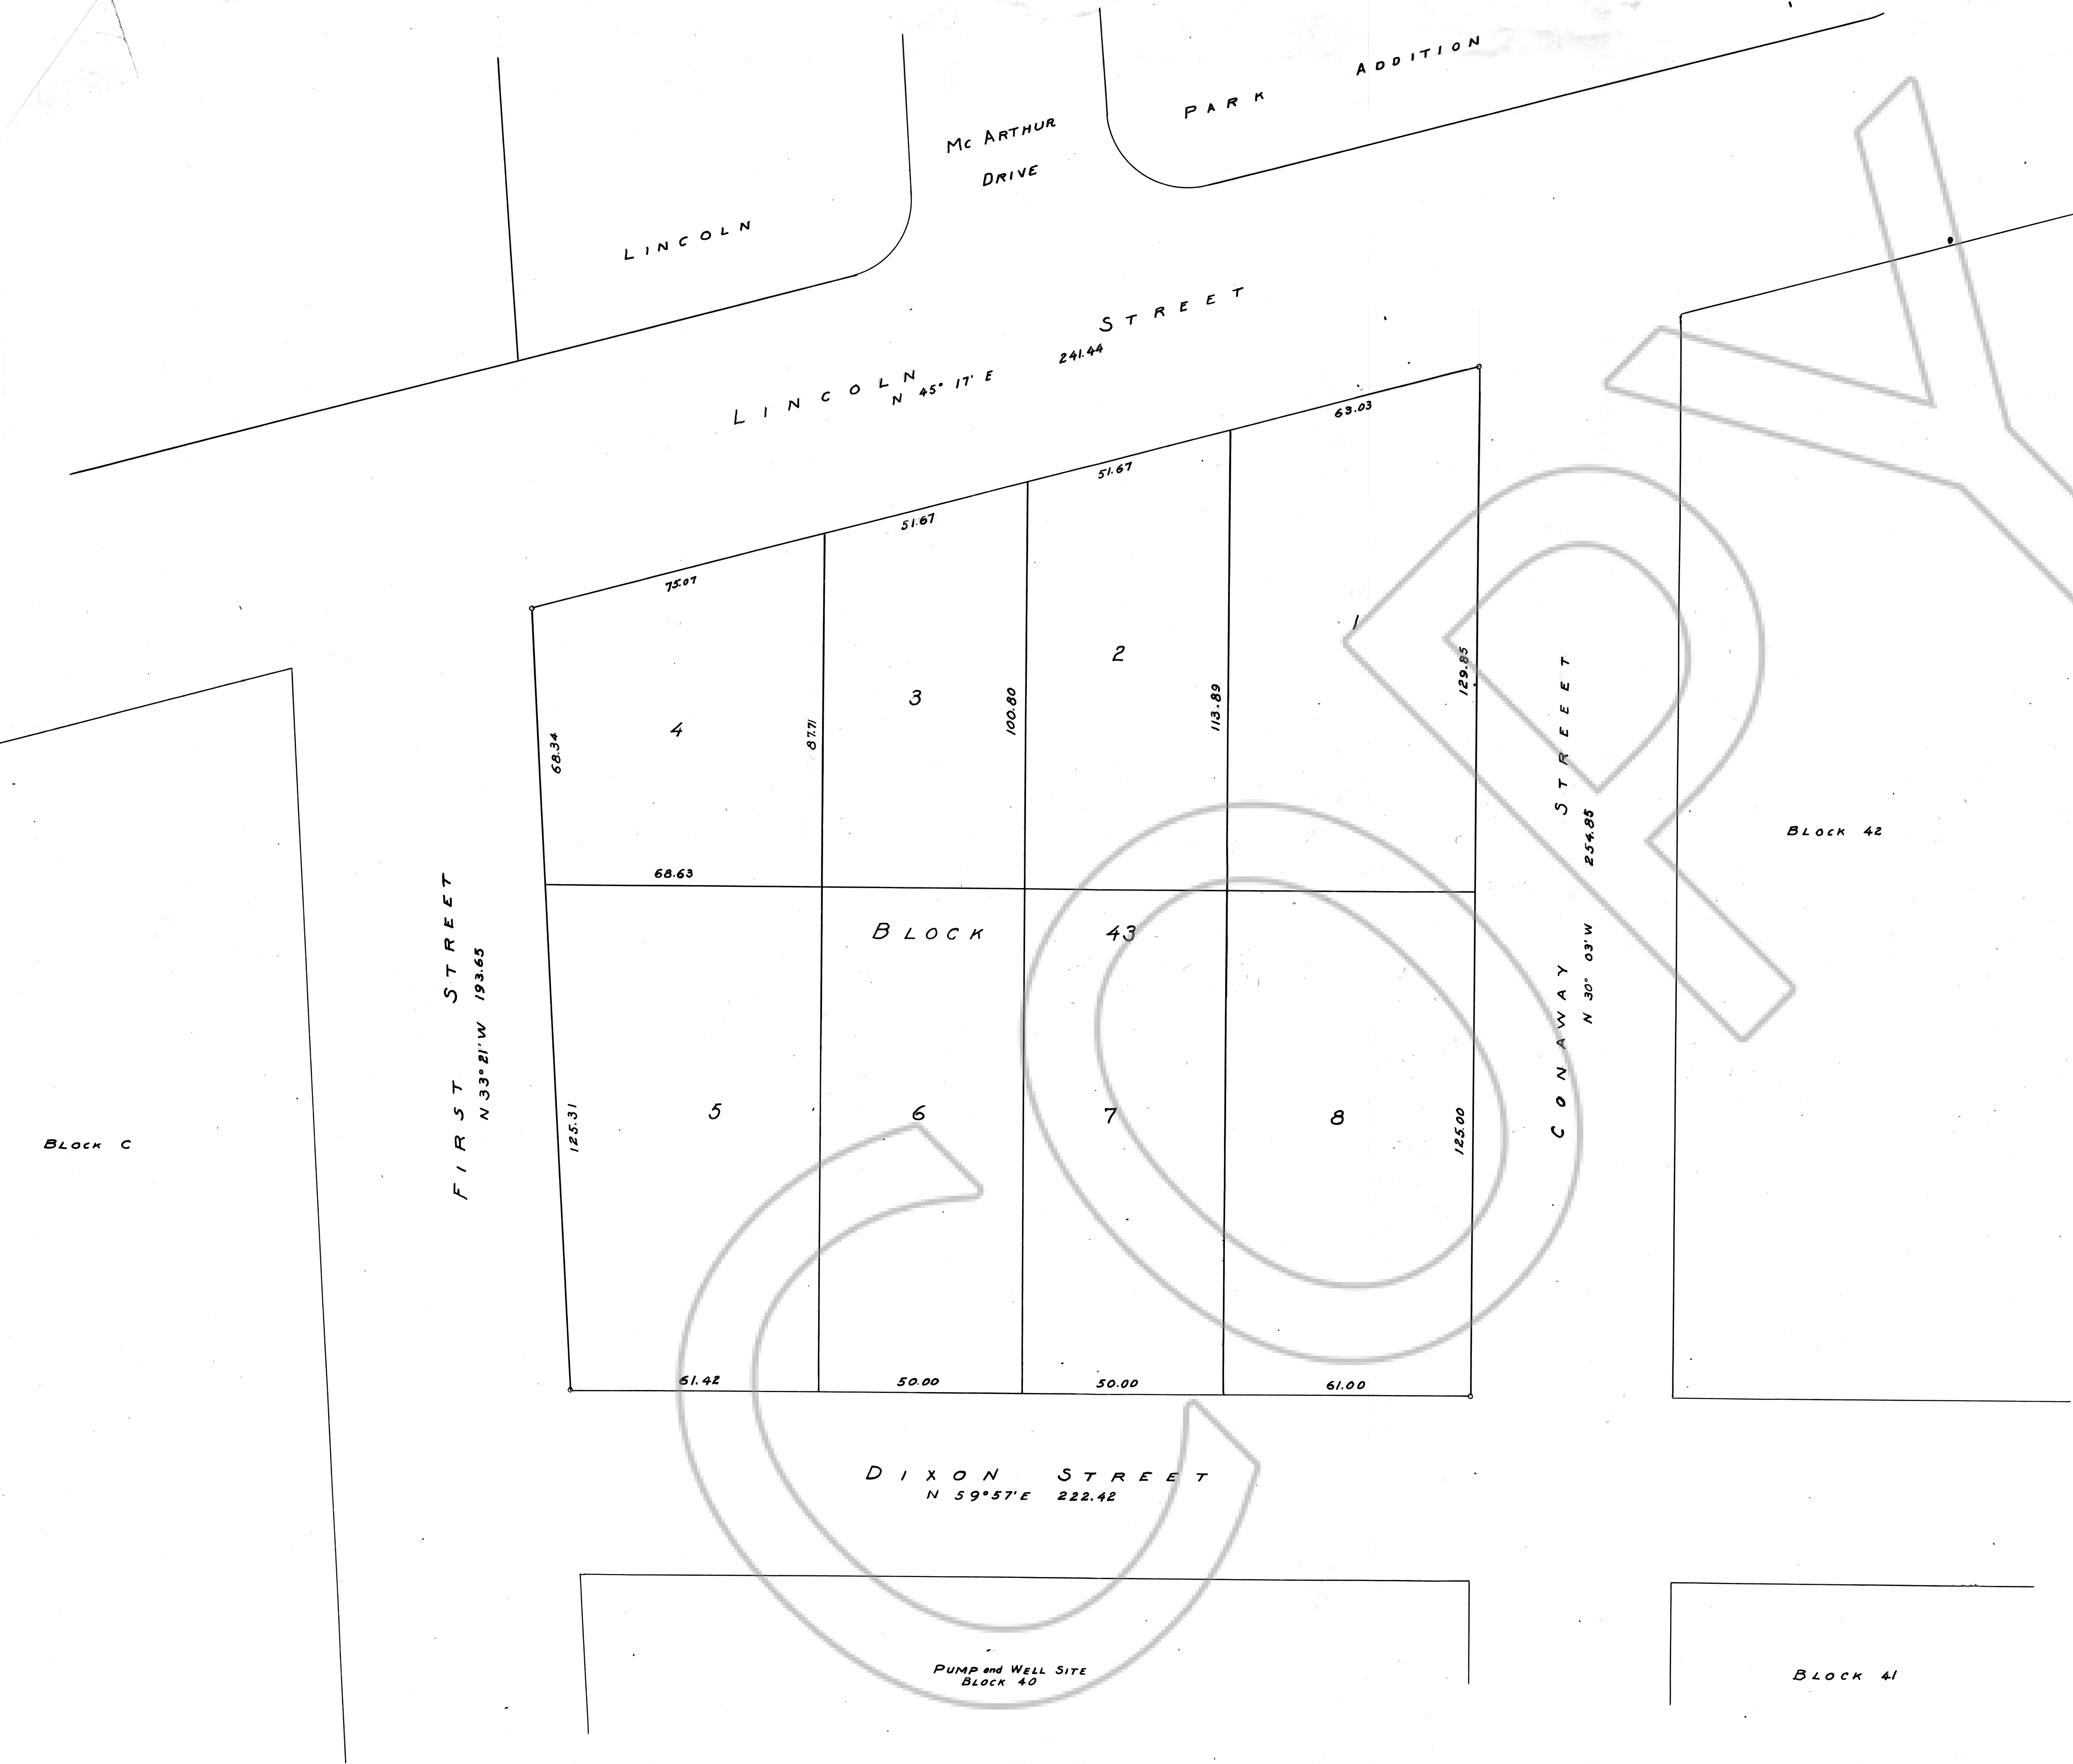 PARK ADDITION
Mc ARTHUR
DRIVE
LINCOLN
LINCOLN STREET
N 45° 17' E 241.44
63.03
51.67
51.67
75.07
1
2
3
4
129.85
113.89
100.80
87.71
68.34
68.63
BLOCK 43
FIRST STREET
N 33° 21' W 193.65
CONAWAY STREET
N 30° 03' W 254.85
BLOCK 42
BLOCK C
5
6
7
8
125.31
125.00
61.42
50.00
50.00
61.00
DIXON STREET
N 59°57'E 222.42
PUMP and WELL SITE
BLOCK 40
BLOCK 41
COPY